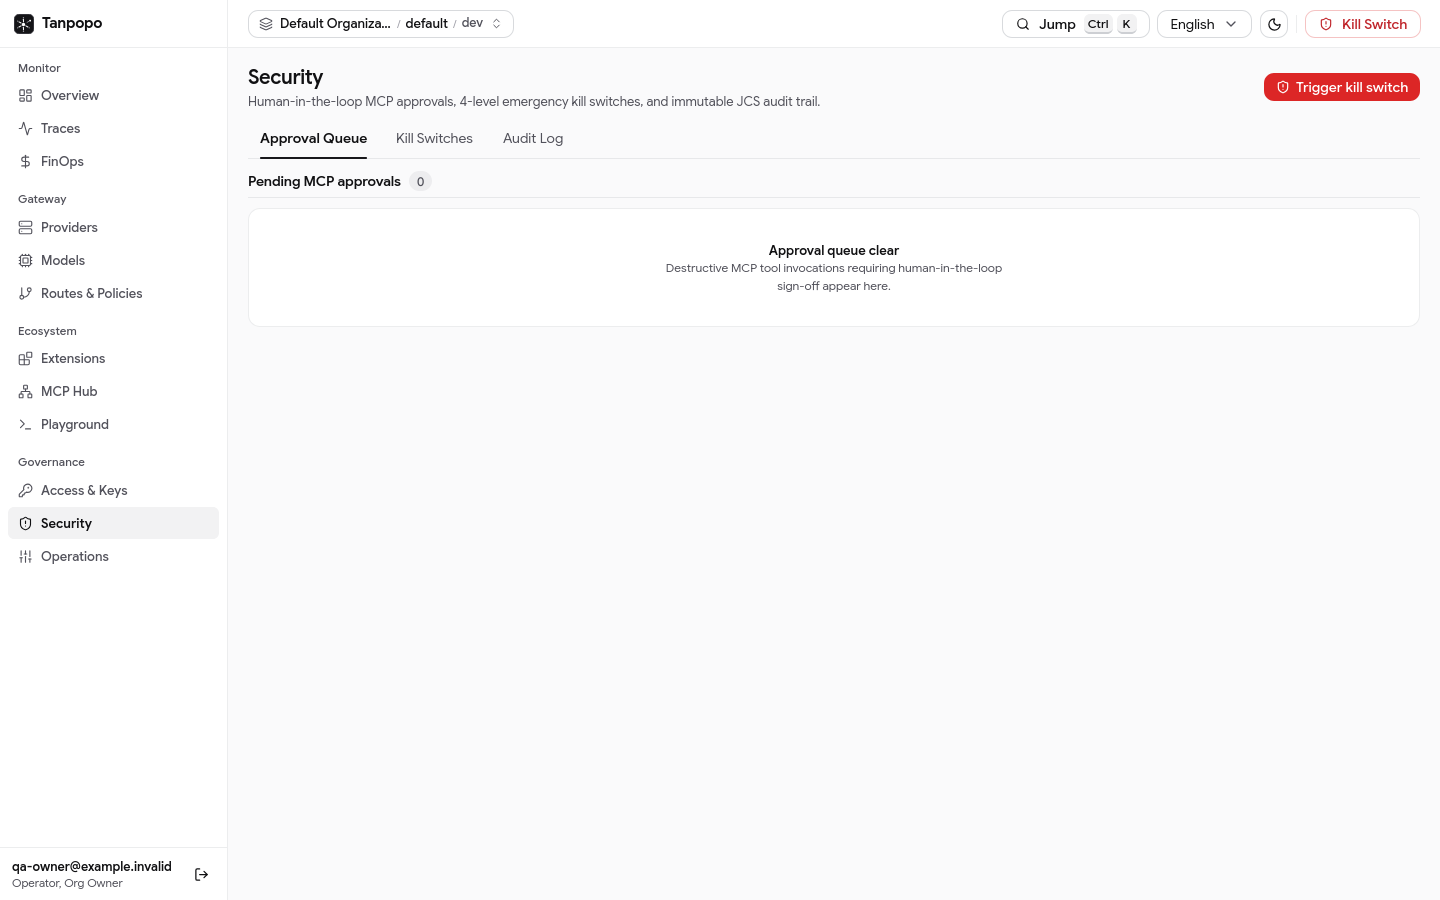 Tanpopo
Default Organiza... / default / dev
Jump Ctrl K
English
Kill Switch
Monitor
Overview
Traces
FinOps
Gateway
Providers
Models
Routes & Policies
Ecosystem
Extensions
MCP Hub
Playground
Governance
Access & Keys
Security
Operations
qa-owner@example.invalid
Operator, Org Owner
Security
Human-in-the-loop MCP approvals, 4-level emergency kill switches, and immutable JCS audit trail.
Trigger kill switch
Approval Queue Kill Switches Audit Log
Pending MCP approvals 0
Approval queue clear
Destructive MCP tool invocations requiring human-in-the-loop
sign-off appear here.